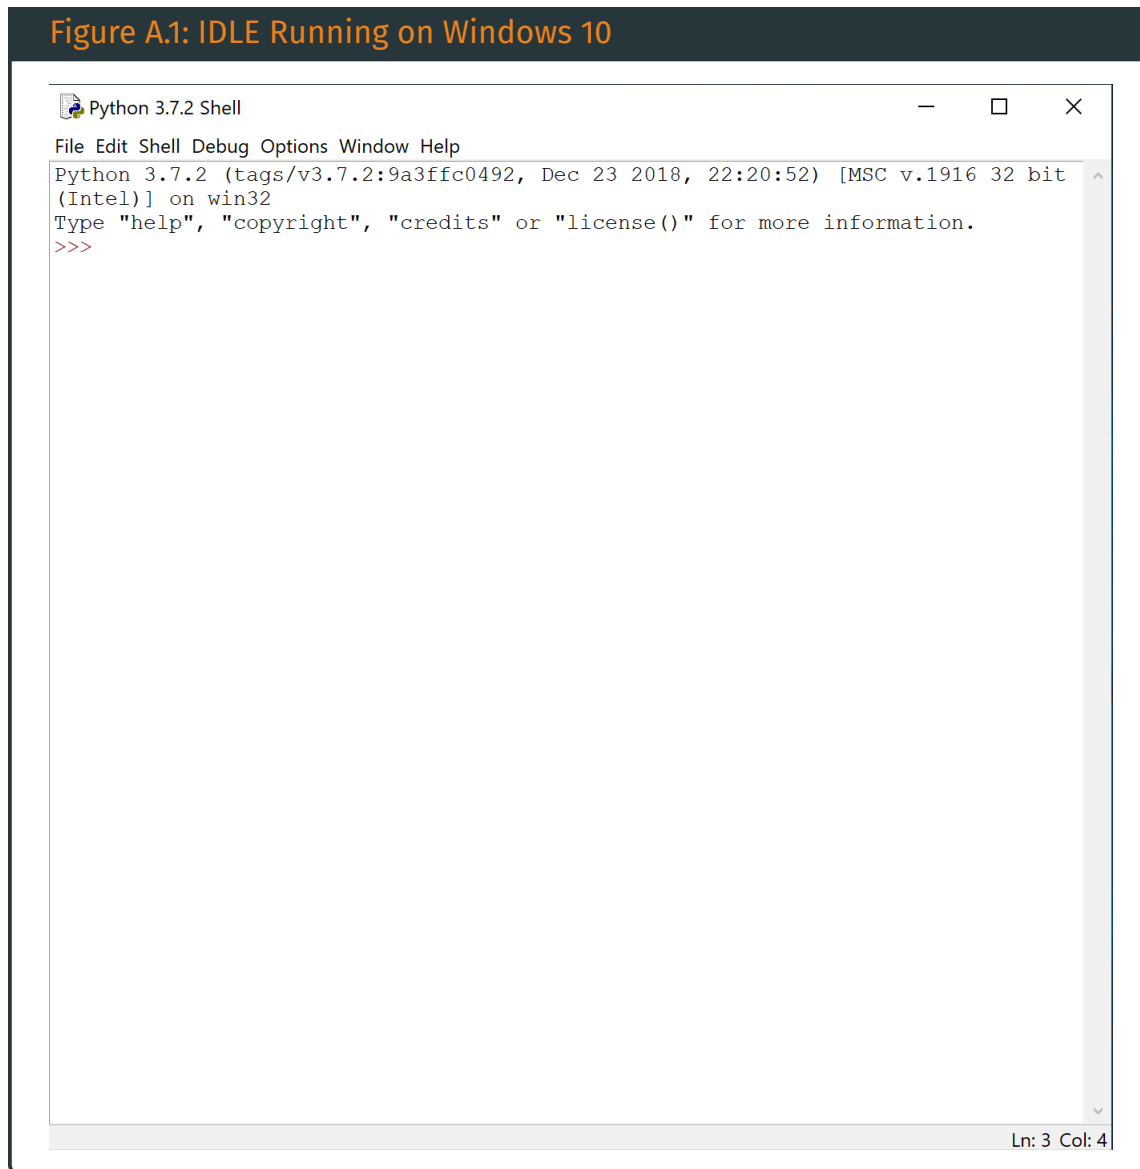 Figure A.1: IDLE Running on Windows 10
Python 3.7.2 Shell
File Edit Shell Debug Options Window Help
Python 3.7.2 (tags/v3.7.2:9a3ffc0492, Dec 23 2018, 22:20:52) [MSC v.1916 32 bit
(Intel)] on win32
Type "help", "copyright", "credits" or "license()" for more information.
>>>
Ln: 3 Col: 4